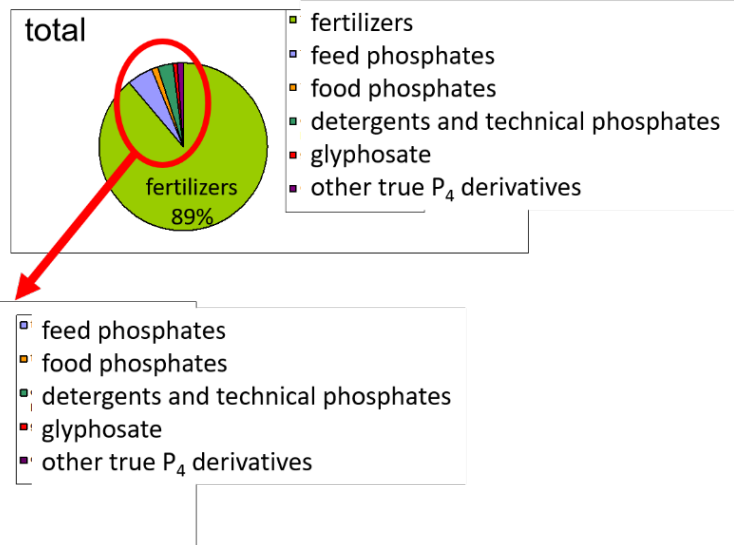 total
fertilizers
89%
fertilizers
feed phosphates
food phosphates
detergents and technical phosphates
glyphosate
other true P₄ derivatives
feed phosphates
food phosphates
detergents and technical phosphates
glyphosate
other true P₄ derivatives